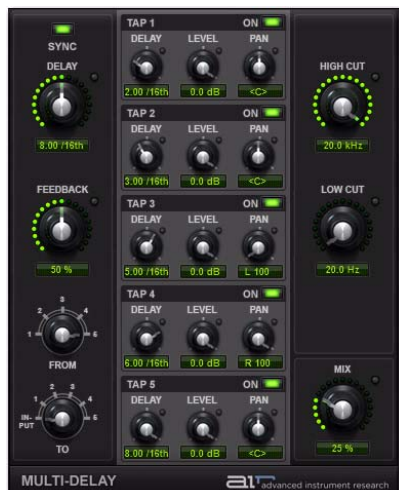 SYNC
DELAY
8.00 /16th
FEEDBACK
50 %
1 2 3 4 5
FROM
IN-PUT 1 2 3 4 5
TO
TAP 1 ON
DELAY LEVEL PAN
2.00 /16th 0.0 dB <C>
TAP 2 ON
DELAY LEVEL PAN
3.00 /16th 0.0 dB <C>
TAP 3 ON
DELAY LEVEL PAN
5.00 /16th 0.0 dB L 100
TAP 4 ON
DELAY LEVEL PAN
6.00 /16th 0.0 dB R 100
TAP 5 ON
DELAY LEVEL PAN
8.00 /16th 0.0 dB <C>
HIGH CUT
20.0 kHz
LOW CUT
20.0 Hz
MIX
25 %
MULTI-DELAY
AIR advanced instrument research